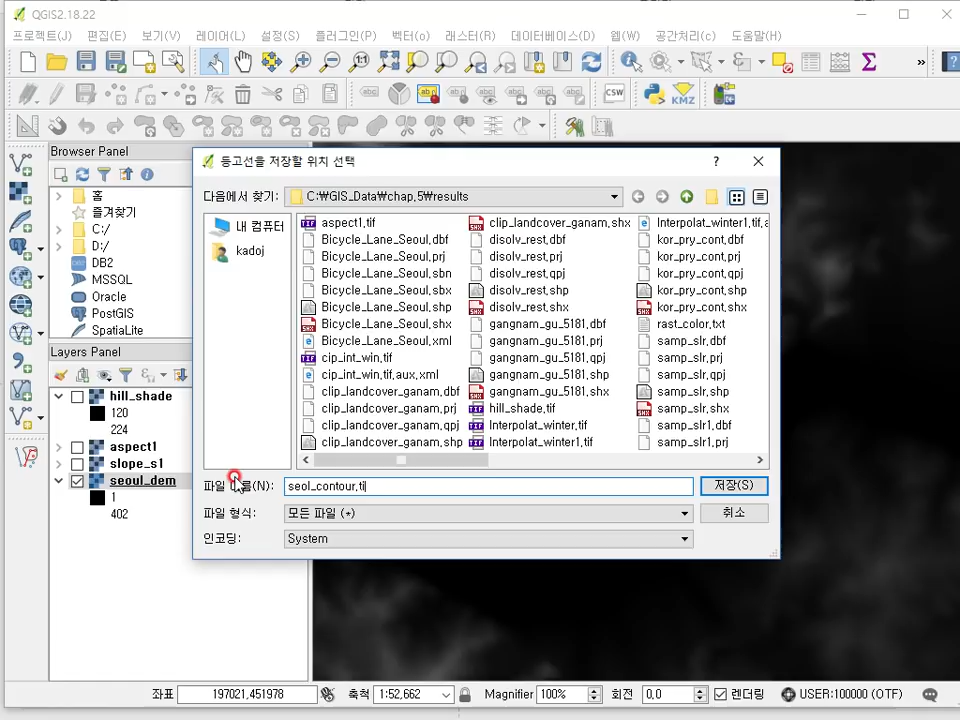 QGIS2.18.22
프로젝트(J) 편집(E) 보기(V) 레이어(L) 설정(S) 플러그인(P) 벡터(o) 래스터(R) 데이터베이스(D) 웹(W) 공간처리(c) 도움말(H)
Browser Panel
홈
즐겨찾기
C:/
D:/
DB2
MSSQL
Oracle
PostGIS
SpatiaLite
Layers Panel
hill_shade
120
224
aspect1
slope_s1
seoul_dem
1
402
등고선을 저장할 위치 선택
다음에서 찾기: C:₩GIS_Data₩chap.5₩results
내 컴퓨터
kadoj
aspect1.tif
Bicycle_Lane_Seoul.dbf
Bicycle_Lane_Seoul.prj
Bicycle_Lane_Seoul.sbn
Bicycle_Lane_Seoul.sbx
Bicycle_Lane_Seoul.shp
Bicycle_Lane_Seoul.shx
Bicycle_Lane_Seoul.xml
cip_int_win.tif
cip_int_win.tif.aux.xml
clip_landcover_ganam.dbf
clip_landcover_ganam.prj
clip_landcover_ganam.qpj
clip_landcover_ganam.shp
clip_landcover_ganam.shx
disolv_rest.dbf
disolv_rest.prj
disolv_rest.qpj
disolv_rest.shp
disolv_rest.shx
gangnam_gu_5181.dbf
gangnam_gu_5181.prj
gangnam_gu_5181.qpj
gangnam_gu_5181.shp
gangnam_gu_5181.shx
hill_shade.tif
Interpolat_winter.tif
Interpolat_winter1.tif
Interpolat_winter1.tif.a
kor_pry_cont.dbf
kor_pry_cont.prj
kor_pry_cont.qpj
kor_pry_cont.shp
kor_pry_cont.shx
rast_color.txt
samp_slr.dbf
samp_slr.prj
samp_slr.qpj
samp_slr.shp
samp_slr.shx
samp_slr1.dbf
samp_slr1.prj
파일 이름(N): seol_contour.ti 저장(S)
파일 형식: 모든 파일 (*) 취소
인코딩: System
좌표 197021,451978 축척 1:52,662 Magnifier 100% 회전 0.0 렌더링 USER:100000 (OTF)